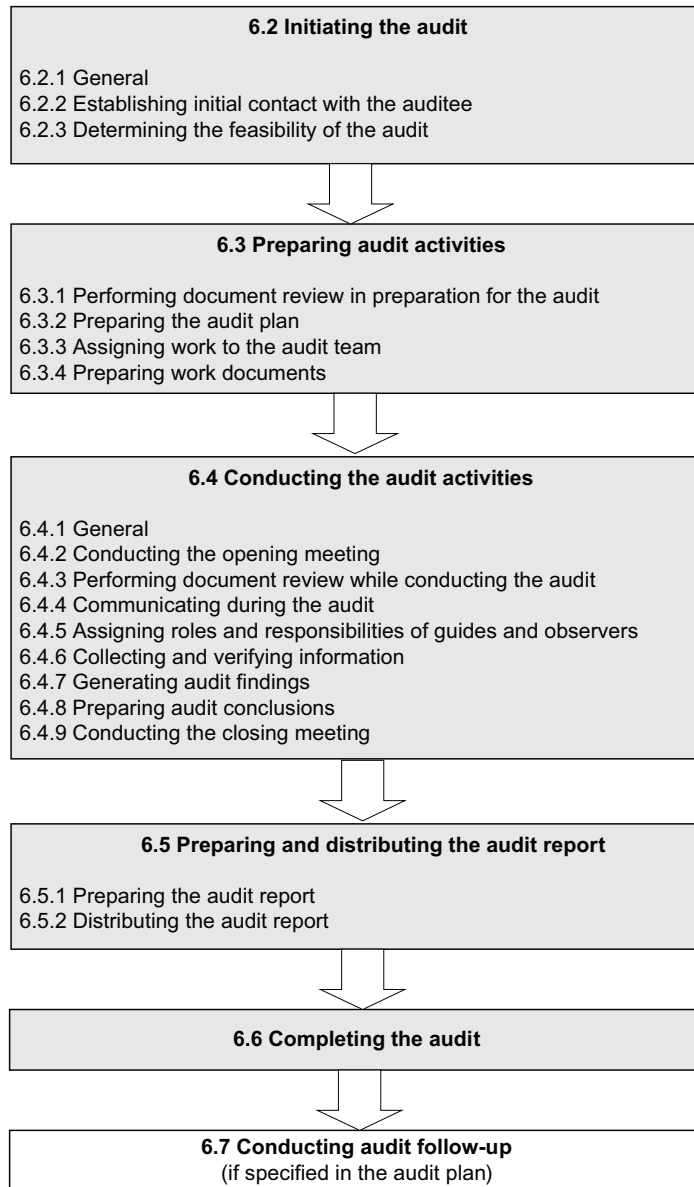 6.2 Initiating the audit
6.2.1 General
6.2.2 Establishing initial contact with the auditee
6.2.3 Determining the feasibility of the audit
6.3 Preparing audit activities
6.3.1 Performing document review in preparation for the audit
6.3.2 Preparing the audit plan
6.3.3 Assigning work to the audit team
6.3.4 Preparing work documents
6.4 Conducting the audit activities
6.4.1 General
6.4.2 Conducting the opening meeting
6.4.3 Performing document review while conducting the audit
6.4.4 Communicating during the audit
6.4.5 Assigning roles and responsibilities of guides and observers
6.4.6 Collecting and verifying information
6.4.7 Generating audit findings
6.4.8 Preparing audit conclusions
6.4.9 Conducting the closing meeting
6.5 Preparing and distributing the audit report
6.5.1 Preparing the audit report
6.5.2 Distributing the audit report
6.6 Completing the audit
6.7 Conducting audit follow-up
(if specified in the audit plan)